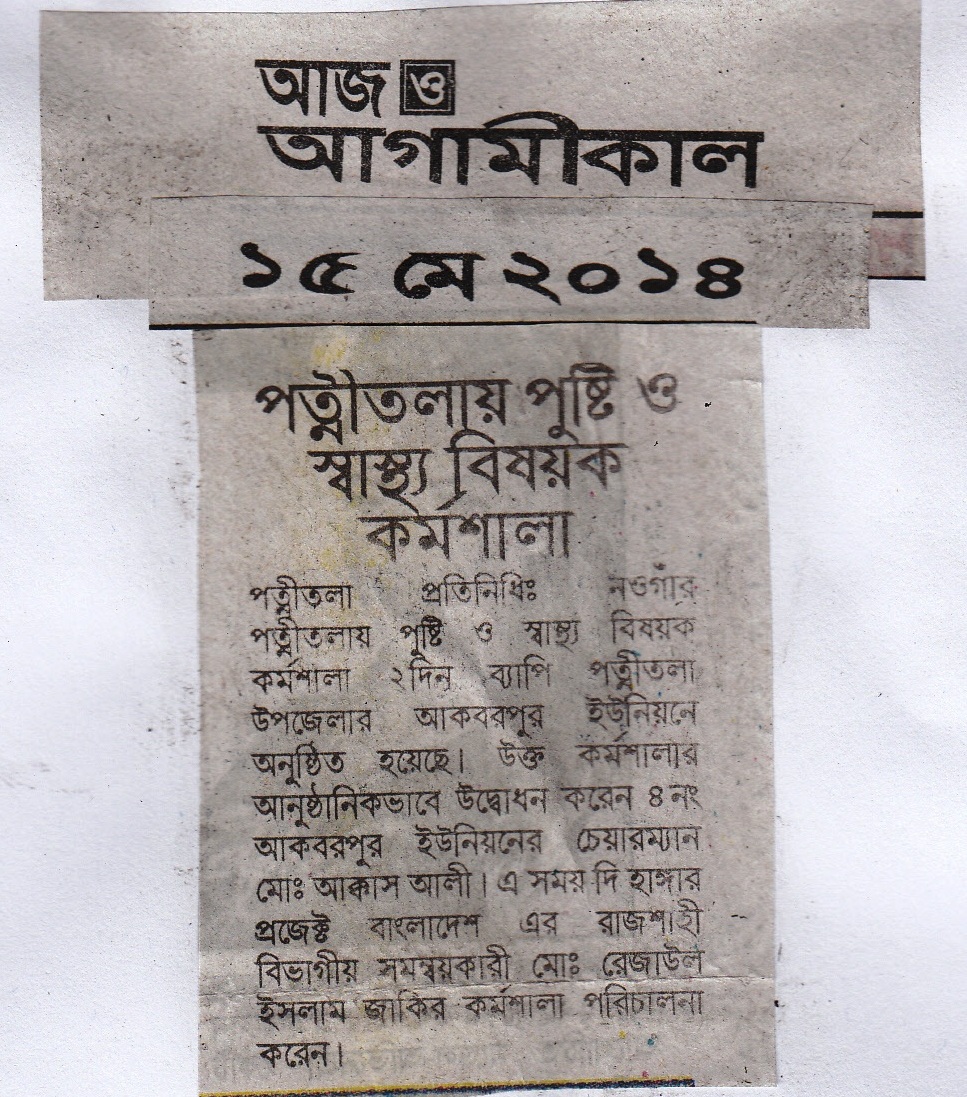 আজ ও
আগামীকাল
১৫ মে ২০১৪
পত্নীতলায় পুষ্টি ও
স্বাস্থ্য বিষয়ক
কর্মশালা
পত্নীতলা প্রতিনিধিঃ নওগাঁর
পত্নীতলায় পুষ্টি ও স্বাস্থ্য বিষয়ক
কর্মশালা ২দিন ব্যাপি পত্নীতলা
উপজেলার আকবরপুর ইউনিয়নে
অনুষ্ঠিত হয়েছে। উক্ত কর্মশালার
আনুষ্ঠানিকভাবে উদ্বোধন করেন ৪নং
আকবরপুর ইউনিয়নের চেয়ারম্যান
মোঃ আক্কাস আলী। এ সময় দি হাঙ্গার
প্রজেক্ট বাংলাদেশ এর রাজশাহী
বিভাগীয় সমন্বয়কারী মোঃ রেজাউল
ইসলাম জাকির কর্মশালা পরিচালনা
করেন।